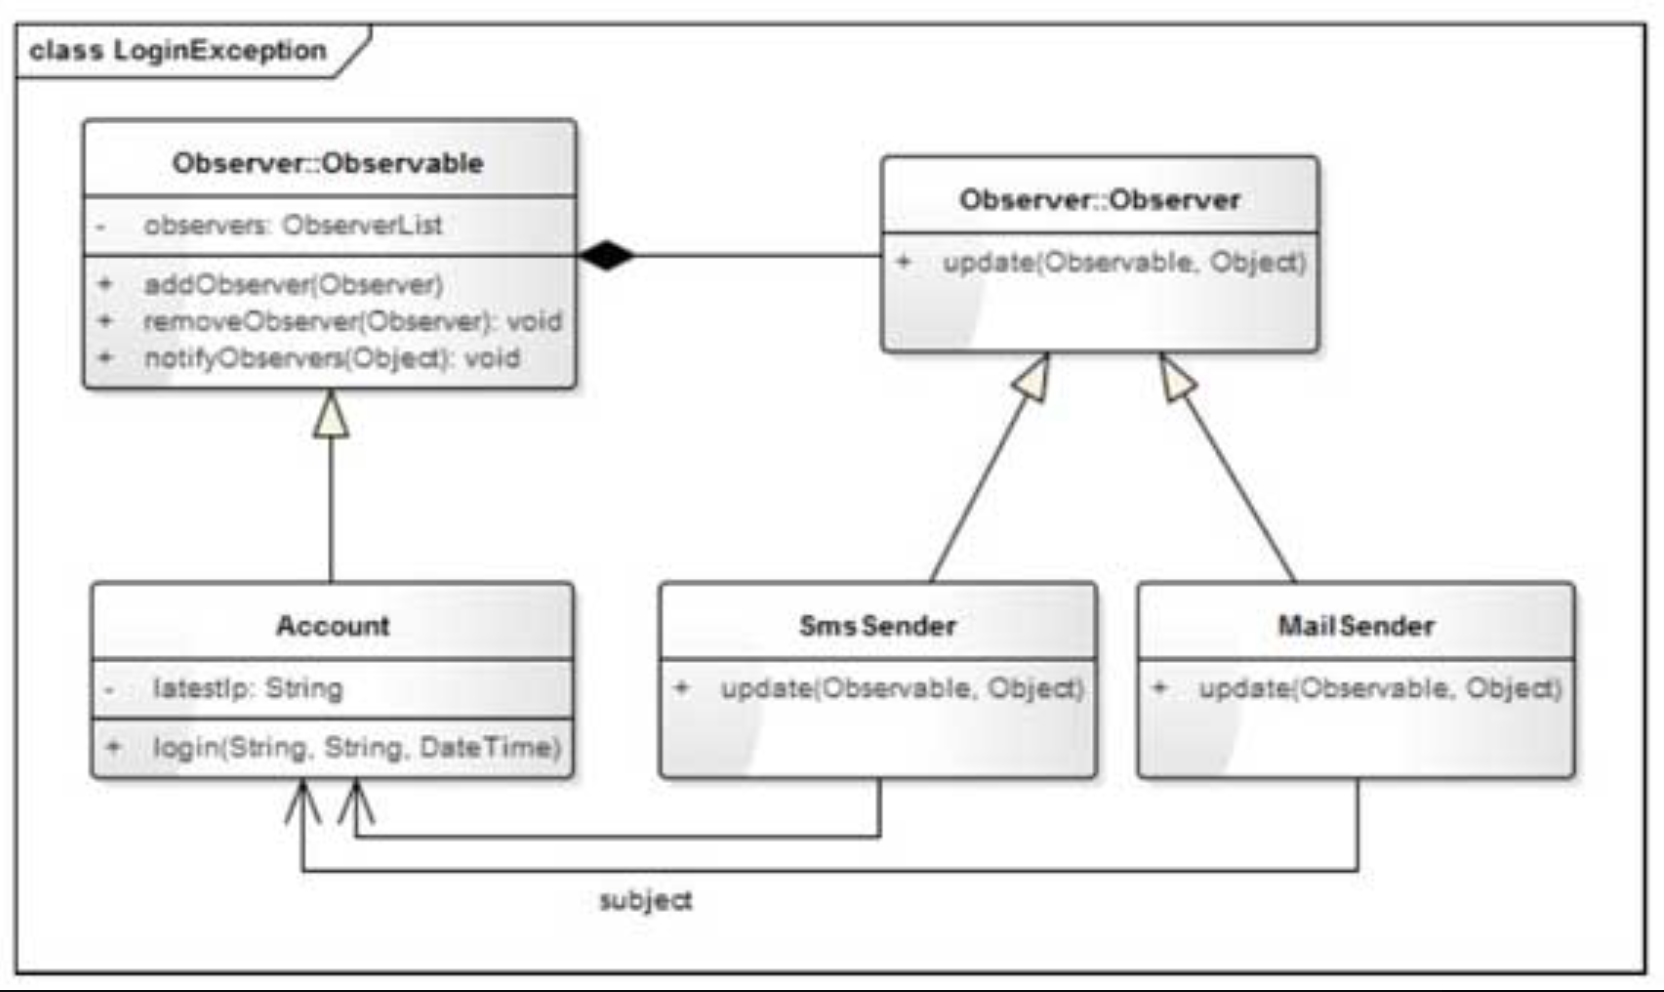 class LoginException
Observer::Observable
- observers: ObserverList
+ addObserver(Observer)
+ removeObserver(Observer): void
+ notifyObservers(Object): void
Observer::Observer
+ update(Observable, Object)
Account
- latestIp: String
+ login(String, String, DateTime)
SmsSender
+ update(Observable, Object)
MailSender
+ update(Observable, Object)
subject